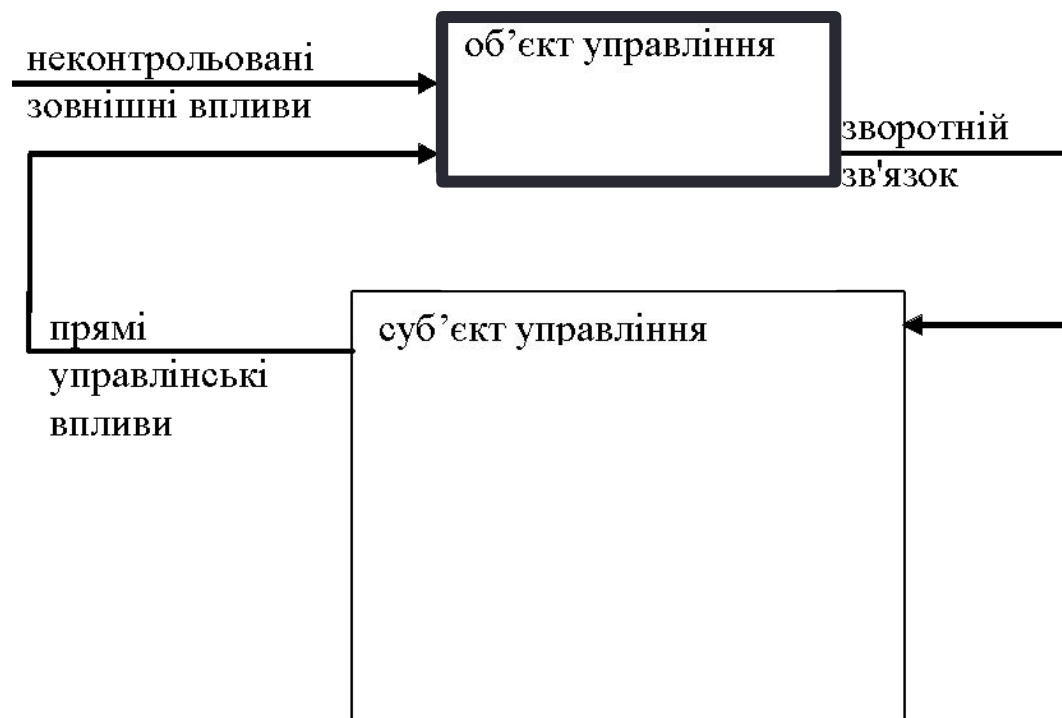 об’єкт управління
неконтрольовані
зовнішні впливи
зворотній
зв'язок
прямі
управлінські
впливи
суб’єкт управління